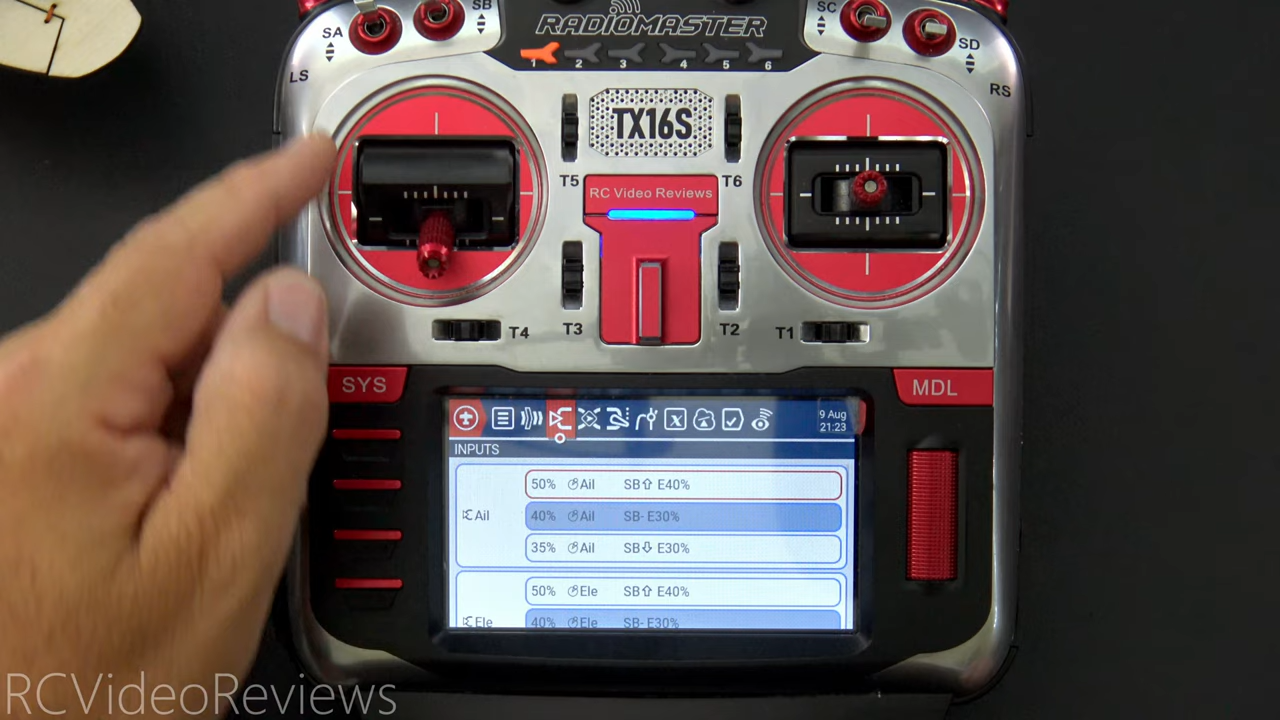 SA
SB
RADIOMASTER
SC
SD
LS
RS
1 2 3 4 5 6
TX16S
T5
T6
RC Video Reviews
T3
T2
T4
T1
SYS
MDL
9 Aug
21:23
INPUTS
50% Ail SB⇧ E40%
Ail
40% Ail SB- E30%
35% Ail SB⇩ E30%
50% Ele SB⇧ E40%
Ele
40% Ele SB- E30%
RCVideoReviews